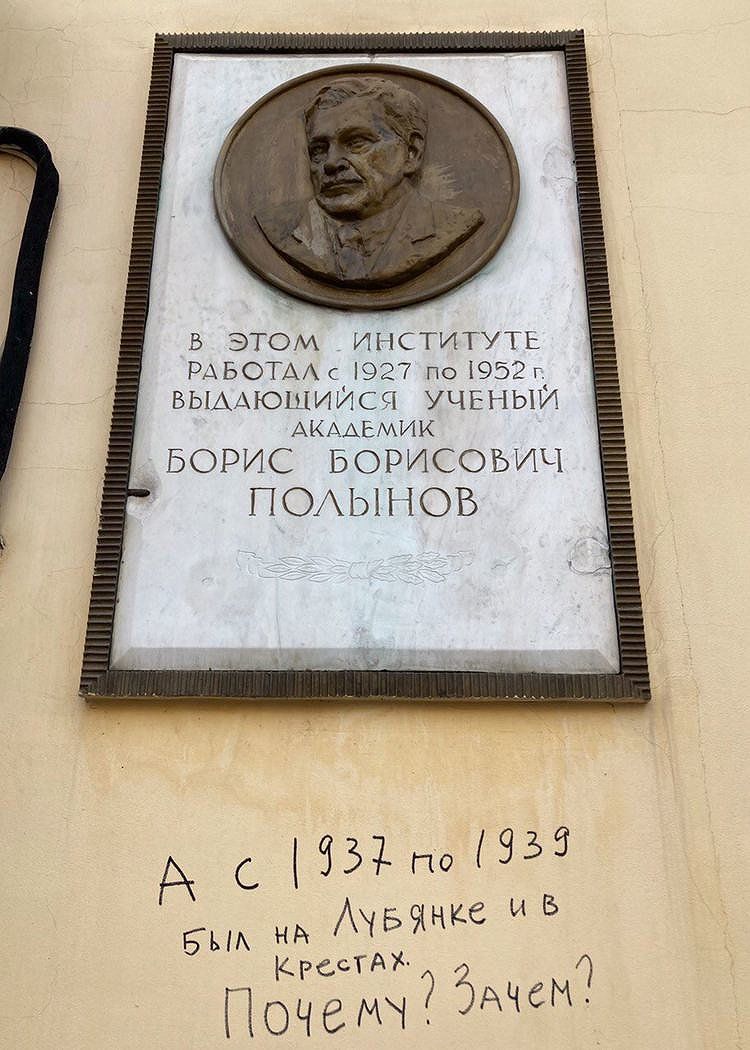 В ЭТОМ ИНСТИТУТЕ
РАБОТАЛ с 1927 по 1952 г.
ВЫДАЮЩИЙСЯ УЧЕНЫЙ
АКАДЕМИК
БОРИС БОРИСОВИЧ
ПОЛЫНОВ
А С 1937 по 1939
был на Лубянке и в
Крестах.
Почему? Зачем?